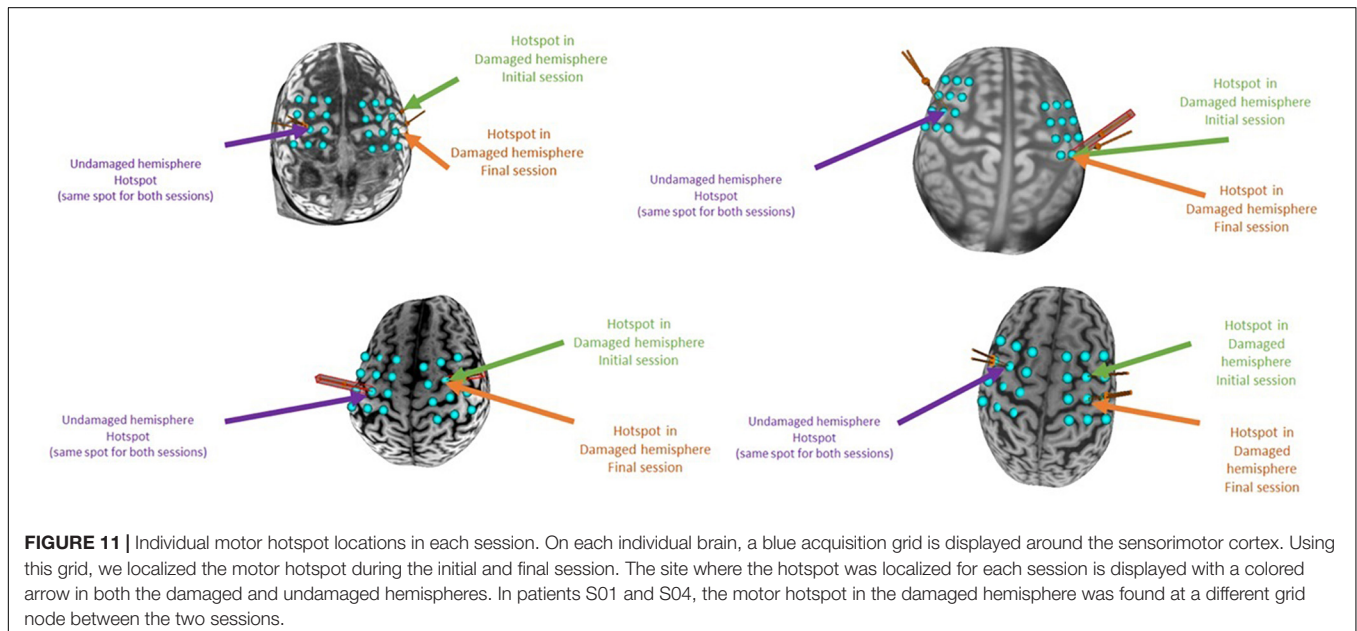 Hotspot in
Damaged hemisphere
Initial session
Hotspot in
Damaged hemisphere
Final session
Undamaged hemisphere
Hotspot
(same spot for both sessions)
Hotspot in
Damaged hemisphere
Initial session
Hotspot in
Damaged hemisphere
Final session
Undamaged hemisphere
Hotspot
(same spot for both sessions)
Hotspot in
Damaged hemisphere
Initial session
Hotspot in
Damaged hemisphere
Final session
Undamaged hemisphere
Hotspot
(same spot for both sessions)
Hotspot in
Damaged
hemisphere
Initial session
Hotspot in
Damaged
hemisphere
Final session
Undamaged hemisphere
Hotspot
(same spot for both sessions)
FIGURE 11 | Individual motor hotspot locations in each session. On each individual brain, a blue acquisition grid is displayed around the sensorimotor cortex. Using
this grid, we localized the motor hotspot during the initial and final session. The site where the hotspot was localized for each session is displayed with a colored
arrow in both the damaged and undamaged hemispheres. In patients S01 and S04, the motor hotspot in the damaged hemisphere was found at a different grid
node between the two sessions.